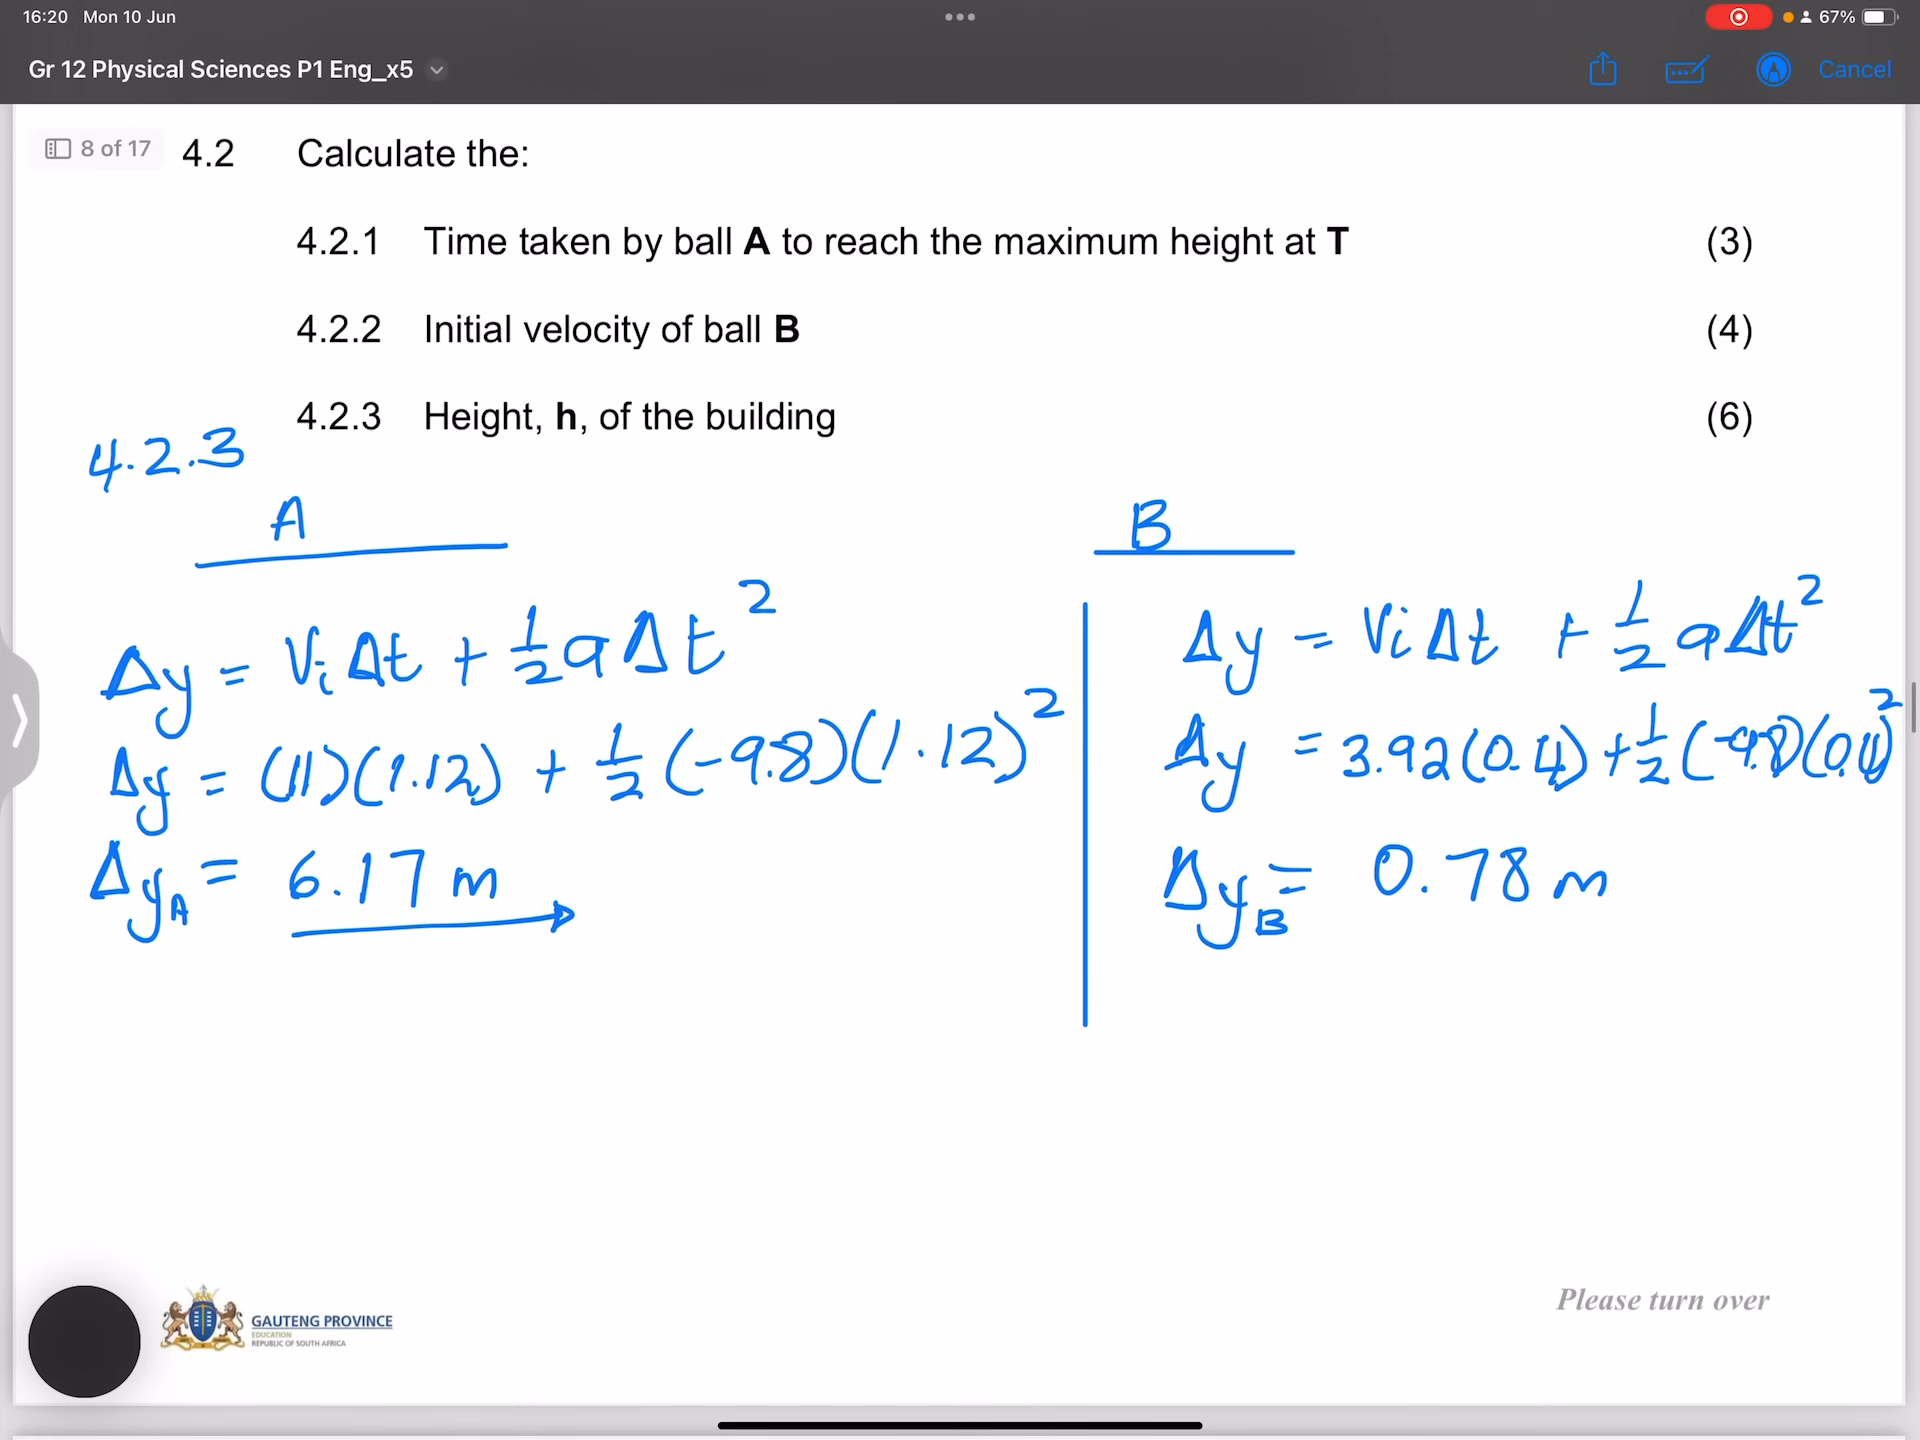 16:20 Mon 10 Jun
67%
Gr 12 Physical Sciences P1 Eng_x5
Cancel
8 of 17
4.2 Calculate the:
4.2.1 Time taken by ball A to reach the maximum height at T (3)
4.2.2 Initial velocity of ball B (4)
4.2.3 Height, h, of the building (6)
4.2.3
A
Δy = ViΔt + ½aΔt²
Δy = (11)(1.12) + ½(-9.8)(1.12)²
ΔyA = 6.17 m
B
Δy = ViΔt + ½aΔt²
Δy = 3.92(0.4) + ½(-9.8)(0.4)²
ΔyB = 0.78 m
GAUTENG PROVINCE
EDUCATION
REPUBLIC OF SOUTH AFRICA
Please turn over